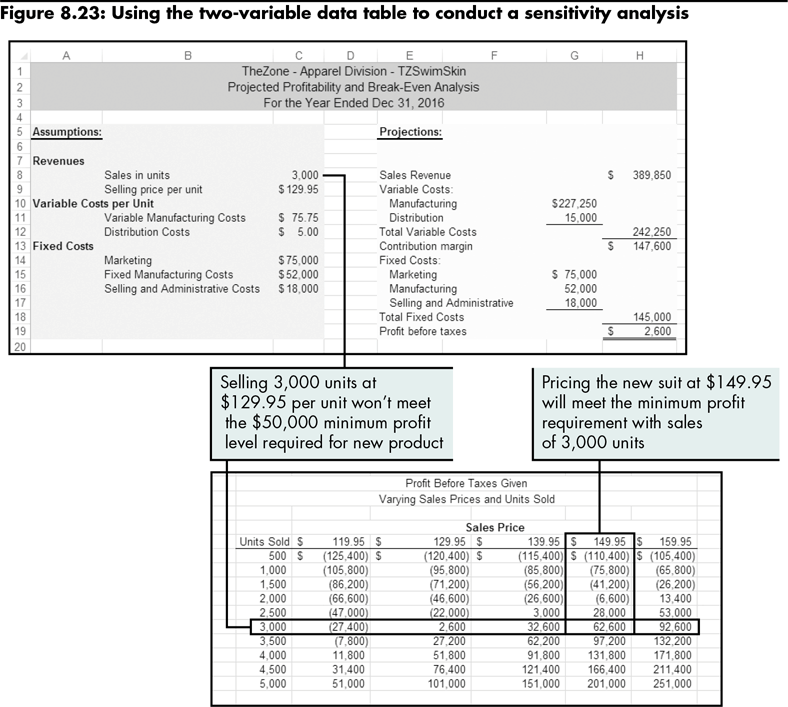 Figure 8.23: Using the two-variable data table to conduct a sensitivity analysis
A B C D E F G H
1 TheZone - Apparel Division - TZSwimSkin
2 Projected Profitability and Break-Even Analysis
3 For the Year Ended Dec 31, 2016
4
5 Assumptions: Projections:
6
7 Revenues
8 Sales in units 3,000 Sales Revenue $ 389,850
9 Selling price per unit $129.95 Variable Costs:
10 Variable Costs per Unit Manufacturing $227,250
11 Variable Manufacturing Costs $ 75.75 Distribution 15,000
12 Distribution Costs $ 5.00 Total Variable Costs 242,250
13 Fixed Costs Contribution margin $ 147,600
14 Marketing $75,000 Fixed Costs:
15 Fixed Manufacturing Costs $52,000 Marketing $ 75,000
16 Selling and Administrative Costs $18,000 Manufacturing 52,000
17 Selling and Administrative 18,000
18 Total Fixed Costs 145,000
19 Profit before taxes $ 2,600
20
Selling 3,000 units at
$129.95 per unit won't meet
the $50,000 minimum profit
level required for new product
Pricing the new suit at $149.95
will meet the minimum profit
requirement with sales
of 3,000 units
Profit Before Taxes Given
Varying Sales Prices and Units Sold
Sales Price
Units Sold $ 119.95 $ 129.95 $ 139.95 $ 149.95 $ 159.95
500 $ (125,400) $ (120,400) $ (115,400) $ (110,400) $ (105,400)
1,000 (105,800) (95,800) (85,800) (75,800) (65,800)
1,500 (86,200) (71,200) (56,200) (41,200) (26,200)
2,000 (66,600) (46,600) (26,600) (6,600) 13,400
2,500 (47,000) (22,000) 3,000 28,000 53,000
3,000 (27,400) 2,600 32,600 62,600 92,600
3,500 (7,800) 27,200 62,200 97,200 132,200
4,000 11,800 51,800 91,800 131,800 171,800
4,500 31,400 76,400 121,400 166,400 211,400
5,000 51,000 101,000 151,000 201,000 251,000